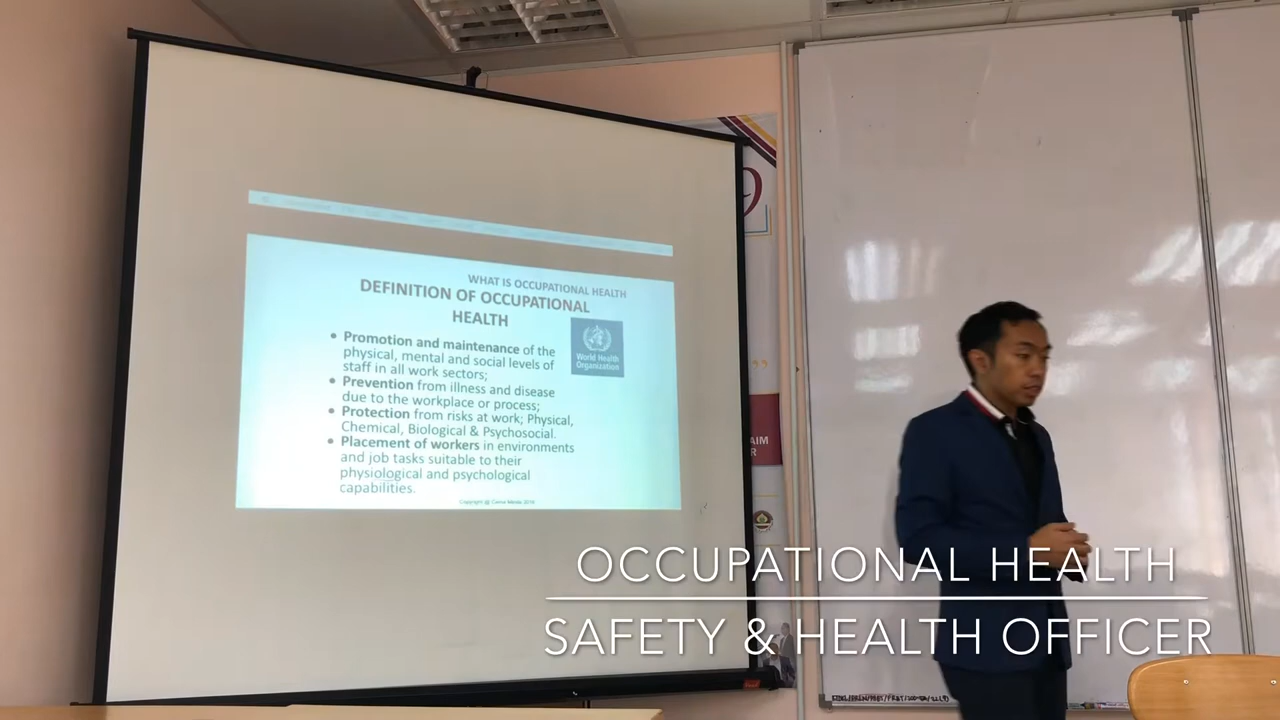 WHAT IS OCCUPATIONAL HEALTH
DEFINITION OF OCCUPATIONAL
HEALTH
• Promotion and maintenance of the
physical, mental and social levels of
staff in all work sectors;
• Prevention from illness and disease
due to the workplace or process;
• Protection from risks at work; Physical,
Chemical, Biological & Psychosocial.
• Placement of workers in environments
and job tasks suitable to their
physiological and psychological
capabilities.
World Health
Organization
OCCUPATIONAL HEALTH
SAFETY & HEALTH OFFICER